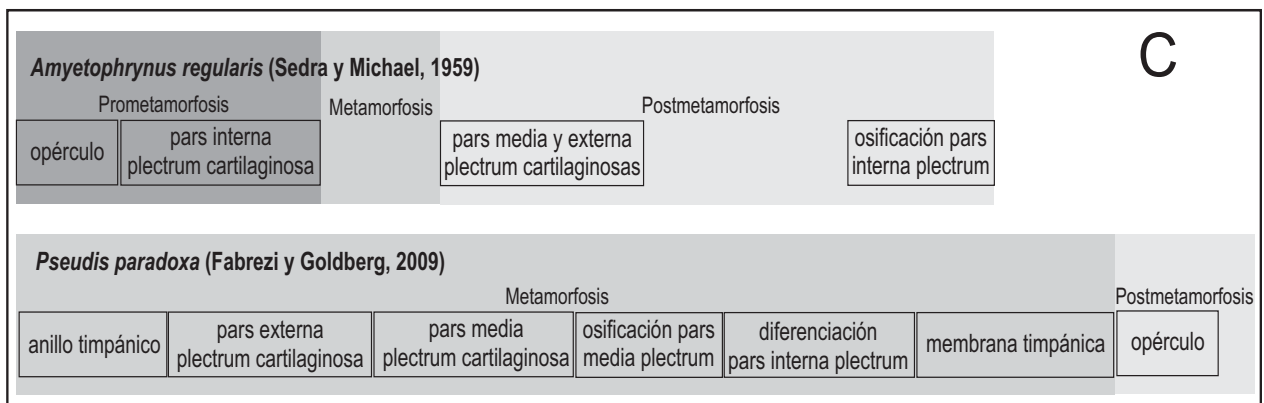 C
Amyetophrynus regularis (Sedra y Michael, 1959)
Prometamorfosis Metamorfosis Postmetamorfosis
opérculo
pars interna
plectrum cartilaginosa
pars media y externa
plectrum cartilaginosas
osificación pars
interna plectrum
Pseudis paradoxa (Fabrezi y Goldberg, 2009)
Metamorfosis Postmetamorfosis
anillo timpánico
pars externa
plectrum cartilaginosa
pars media
plectrum cartilaginosa
osificación pars
media plectrum
diferenciación
pars interna plectrum
membrana timpánica
opérculo